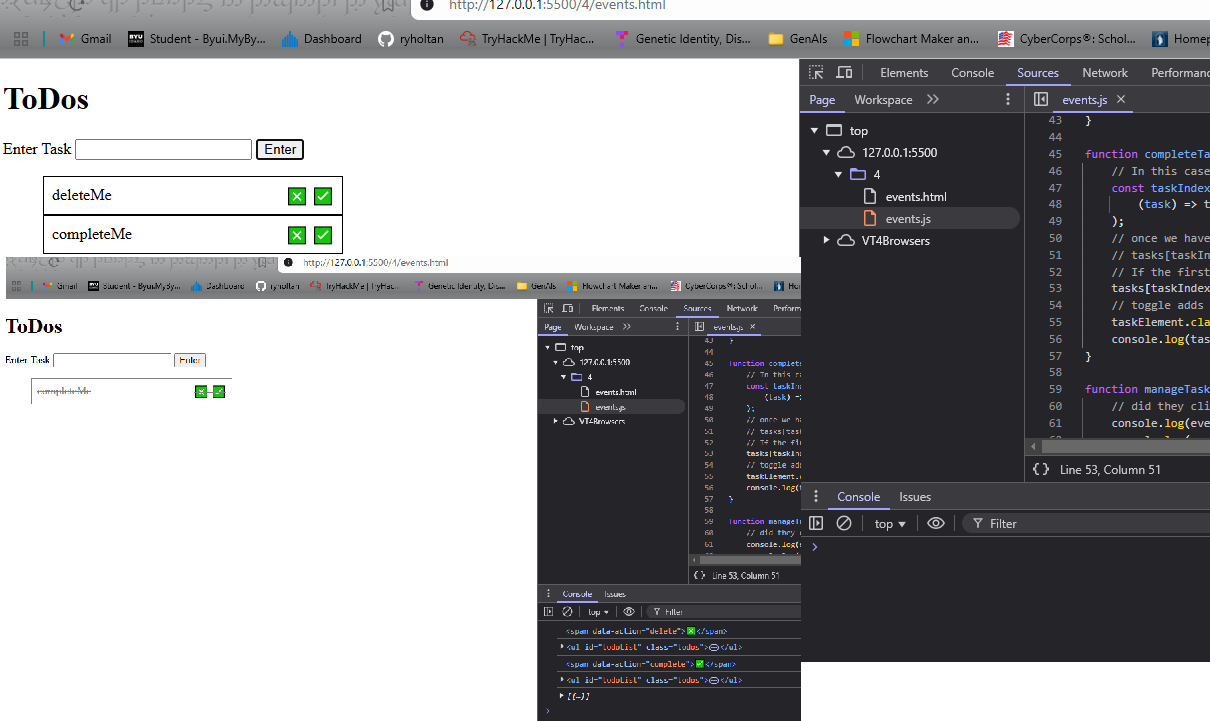 http://127.0.0.1:5500/4/events.html
Gmail
BYU
Student - Byui.MyBy...
Dashboard
ryholtan
TryHackMe | TryHac...
Genetic Identity, Dis...
GenAIs
Flowchart Maker an...
CyberCorps®: Schol...
Homep
ToDos
Enter Task
Enter
deleteMe
completeMe
Elements
Console
Sources
Network
Performanc
Page
Workspace
events.js
top
127.0.0.1:5500
4
events.html
events.js
VT4Browsers
43 }
44
45 function completeTa
46 // In this case
47 const taskIndex
48 (task) => t
49 );
50 // once we have
51 // tasks[taskIn
52 // If the first
53 tasks[taskIndex
54 // toggle adds
55 taskElement.cla
56 console.log(tas
57 }
58
59 function manageTask
60 // did they cli
61 console.log(eve
{ } Line 53, Column 51
Console
Issues
top
Filter
http://127.0.0.1:5500/4/events.html
Gmail
BYU
Student - Byui.MyBy...
Dashboard
ryholtan
TryHackMe | TryHac...
Genetic Identity, Dis...
GenAIs
Flowchart Maker an...
CyberCorps®: Schol...
Ho
ToDos
Enter Task
Enter
completeMe
Elements
Console
Sources
Network
Perform
Page
Workspace
events.js
top
127.0.0.1:5500
4
events.html
events.js
VT4Browsers
43 }
44
45 function complete
46 // In this ca
47 const taskInd
48 (task) =>
49 );
50 // once we ha
51 // tasks[task
52 // If the fir
53 tasks[taskInd
54 // toggle add
55 taskElement.c
56 console.log(t
57 }
58
59 function manageTa
60 // did they c
61 console.log(e
{ } Line 53, Column 51
Console
Issues
top
Filter
<span data-action="delete">❎</span>
<ul id="todoList" class="todos">⋯</ul>
<span data-action="complete">✅</span>
<ul id="todoList" class="todos">⋯</ul>
[{…}]